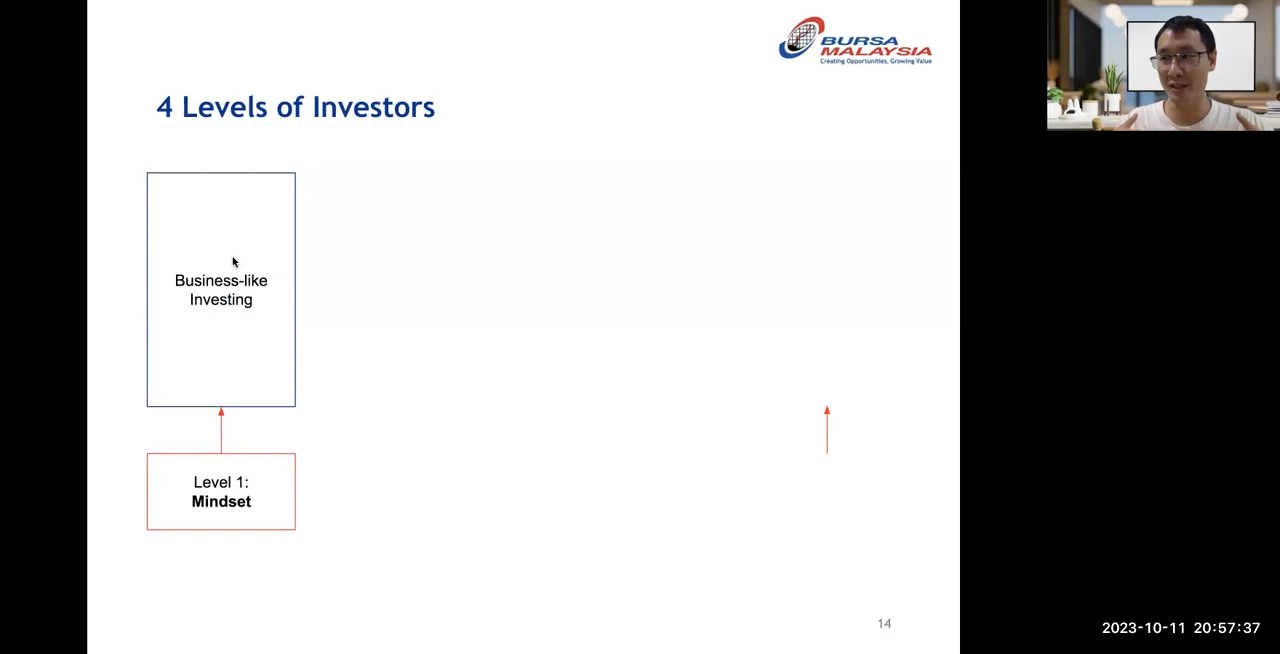 BURSA
MALAYSIA
Creating Opportunities, Growing Value
4 Levels of Investors
Business-like
Investing
Level 1:
Mindset
14
2023-10-11 20:57:37